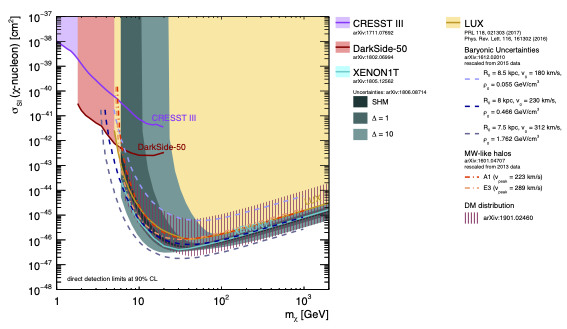 σSI (χ-nucleon) [cm²]
10⁻³⁷
10⁻³⁸
10⁻³⁹
10⁻⁴⁰
10⁻⁴¹
10⁻⁴²
10⁻⁴³
10⁻⁴⁴
10⁻⁴⁵
10⁻⁴⁶
10⁻⁴⁷
10⁻⁴⁸
CRESST III
DarkSide-50
direct detection limits at 90% CL
1
10
10²
10³
mχ [GeV]
CRESST III
arXiv:1711.07692
DarkSide-50
arXiv:1802.06994
XENON1T
arXiv:1805.12562
Uncertainties: arXiv:1806.08714
SHM
Δ = 1
Δ = 10
LUX
PRL 118, 021303 (2017)
Phys. Rev. Lett. 116, 161302 (2016)
Baryonic Uncertainties
arXiv:1612.02010
rescaled from 2015 data
R₀ = 8.5 kpc, v₀ = 180 km/s,
ρ₀ = 0.055 GeV/cm³
R₀ = 8 kpc, v₀ = 230 km/s,
ρ₀ = 0.466 GeV/cm³
R₀ = 7.5 kpc, v₀ = 312 km/s,
ρ₀ = 1.762 GeV/cm³
MW-like halos
arXiv:1601.04707
rescaled from 2013 data
A1 (vpeak = 223 km/s)
E3 (vpeak = 289 km/s)
DM distribution
arXiv:1901.02460